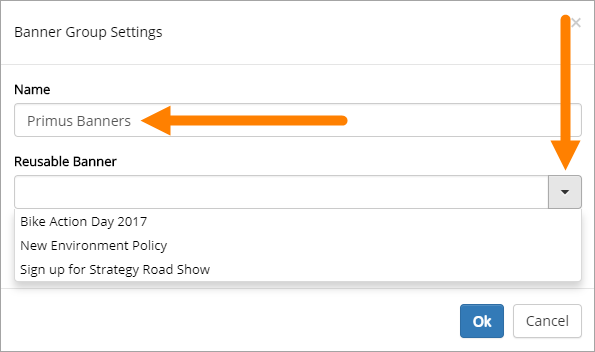 Banner Group Settings
×
Name
Primus Banners
Reusable Banner
Bike Action Day 2017
New Environment Policy
Sign up for Strategy Road Show
Ok
Cancel